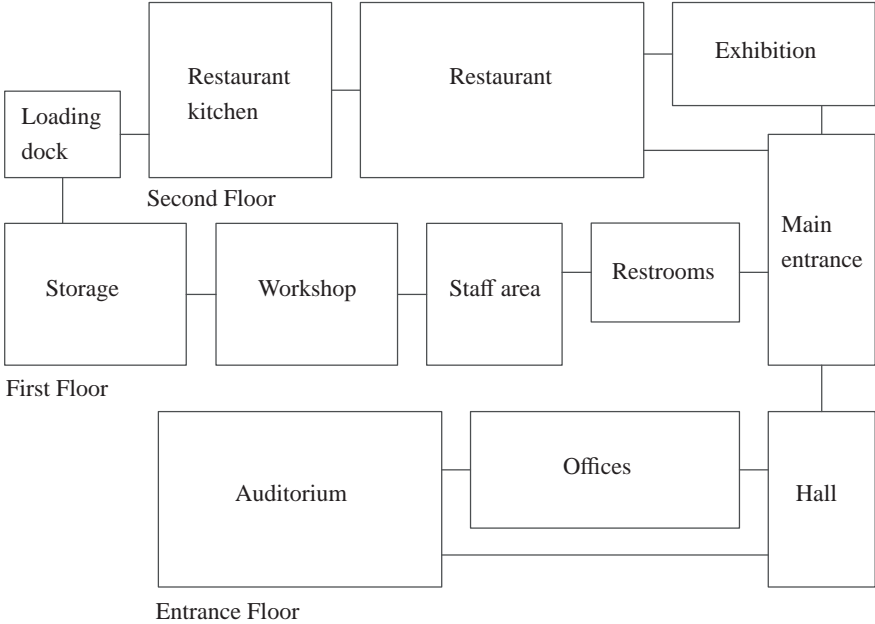 Exhibition
Restaurant
kitchen
Restaurant
Loading
dock
Second Floor
Main
entrance
Storage
Workshop
Staff area
Restrooms
First Floor
Auditorium
Offices
Hall
Entrance Floor